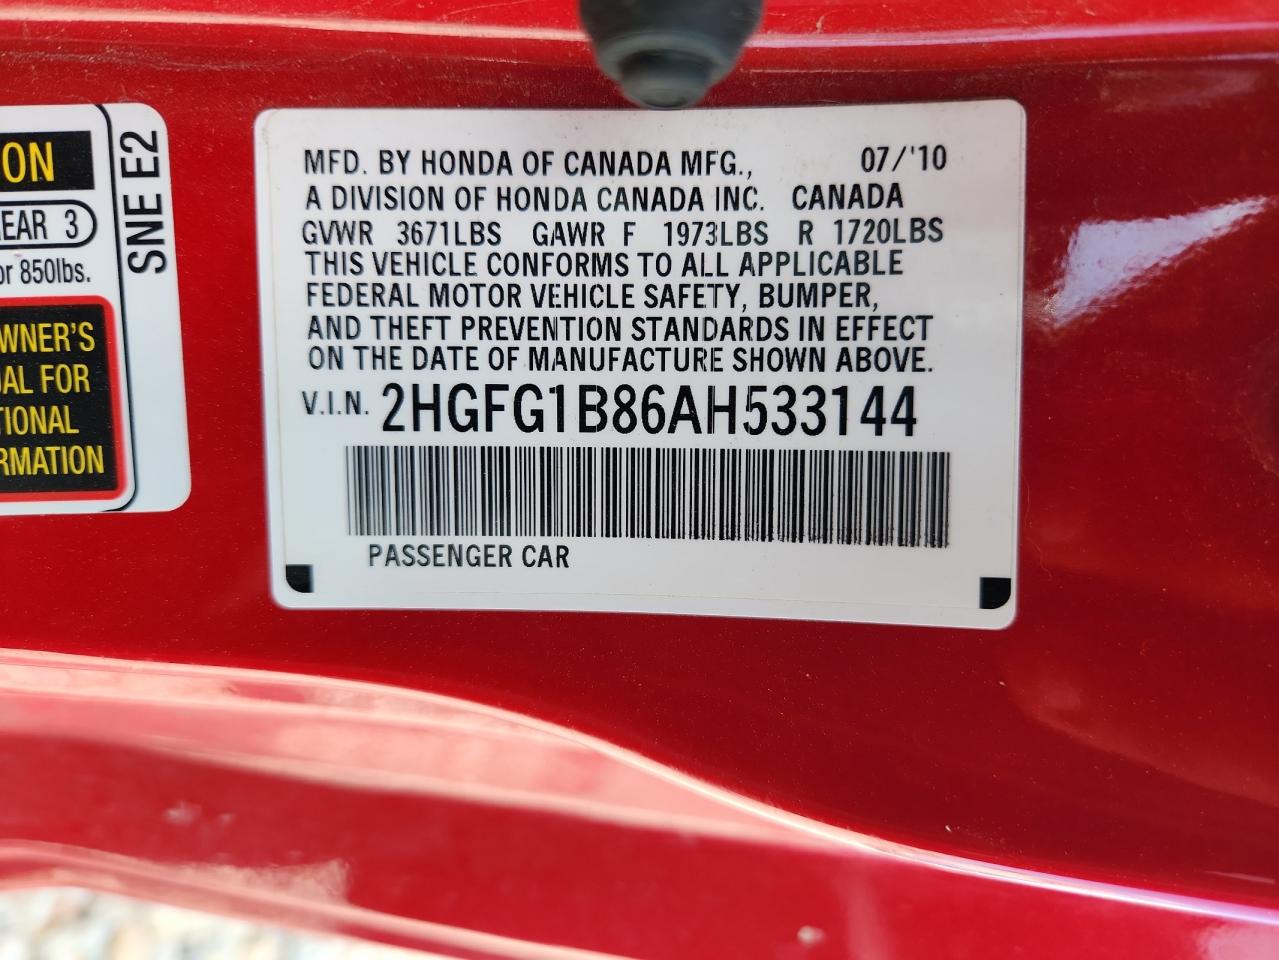 ON
EAR 3
or 850lbs.
WNER'S
UAL FOR
TIONAL
RMATION
SNE E2
MFD. BY HONDA OF CANADA MFG., 07/'10
A DIVISION OF HONDA CANADA INC. CANADA
GVWR 3671LBS GAWR F 1973LBS R 1720LBS
THIS VEHICLE CONFORMS TO ALL APPLICABLE
FEDERAL MOTOR VEHICLE SAFETY, BUMPER,
AND THEFT PREVENTION STANDARDS IN EFFECT
ON THE DATE OF MANUFACTURE SHOWN ABOVE.
V.I.N. 2HGFG1B86AH533144
PASSENGER CAR